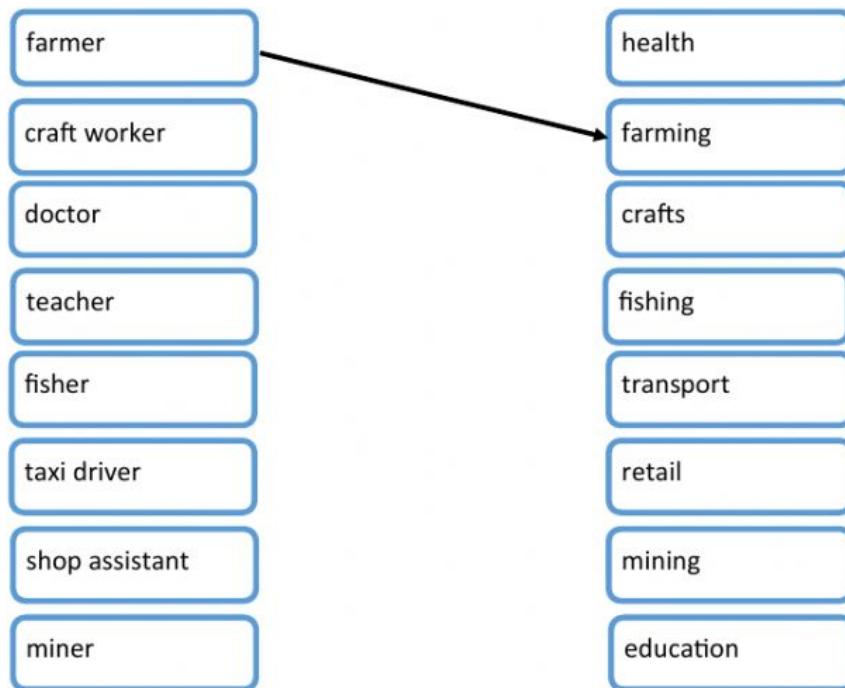 farmer
health
craft worker
farming
doctor
crafts
teacher
fishing
fisher
transport
taxi driver
retail
shop assistant
mining
miner
education